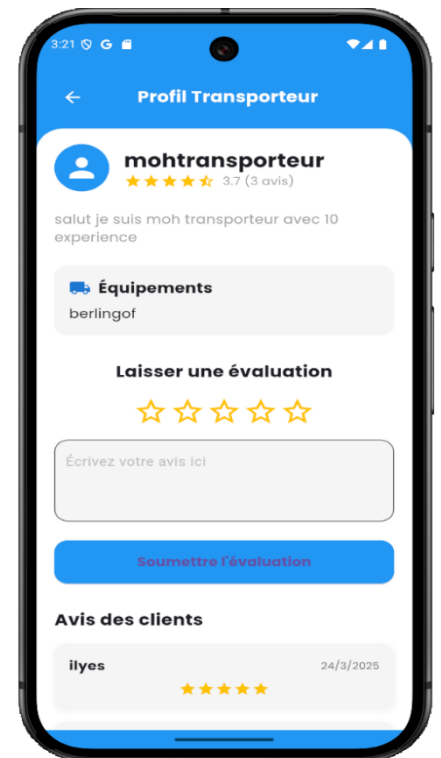 3:21 G
Profil Transporteur
mohtransporteur
3.7 (3 avis)
salut je suis moh transporteur avec 10
experience
Équipements
berlingof
Laisser une évaluation
Écrivez votre avis ici
Soumettre l'évaluation
Avis des clients
ilyes 24/3/2025